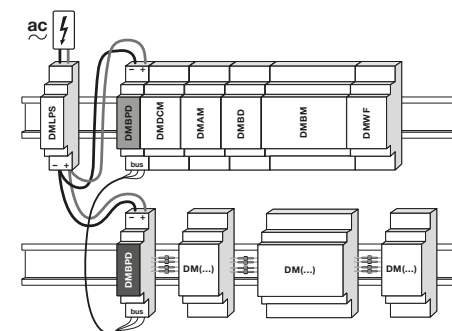 ac
− +
DMLPS
DMBPD
DMDCM
DMAM
DMBD
DMBM
DMWF
− +
bus
− +
DMBPD
DM(...)
DM(...)
DM(...)
bus